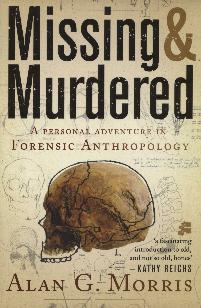 Missing &
Murdered
A PERSONAL ADVENTURE IN
FORENSIC ANTHROPOLOGY
'a fascinating
introduction to old,
and not so old, bones'
KATHY REICHS
ALAN G. MORRIS